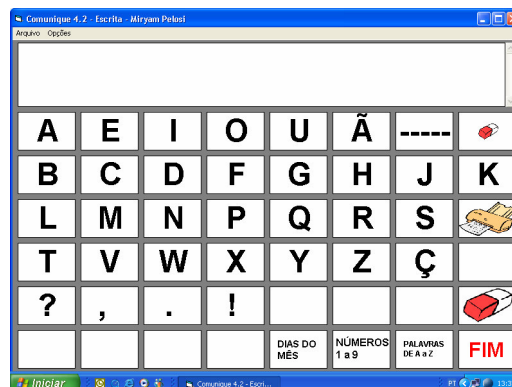 Comunique 4.2 - Escrita - Miryam Pelosi
Arquivo Opções
A E I O U Ã -----
B C D F G H J K
L M N P Q R S
T V W X Y Z Ç
? , . !
DIAS DO MÊS NÚMEROS 1 a 9 PALAVRAS DE A a Z FIM
Iniciar Comunique 4.2 - Escri... PT